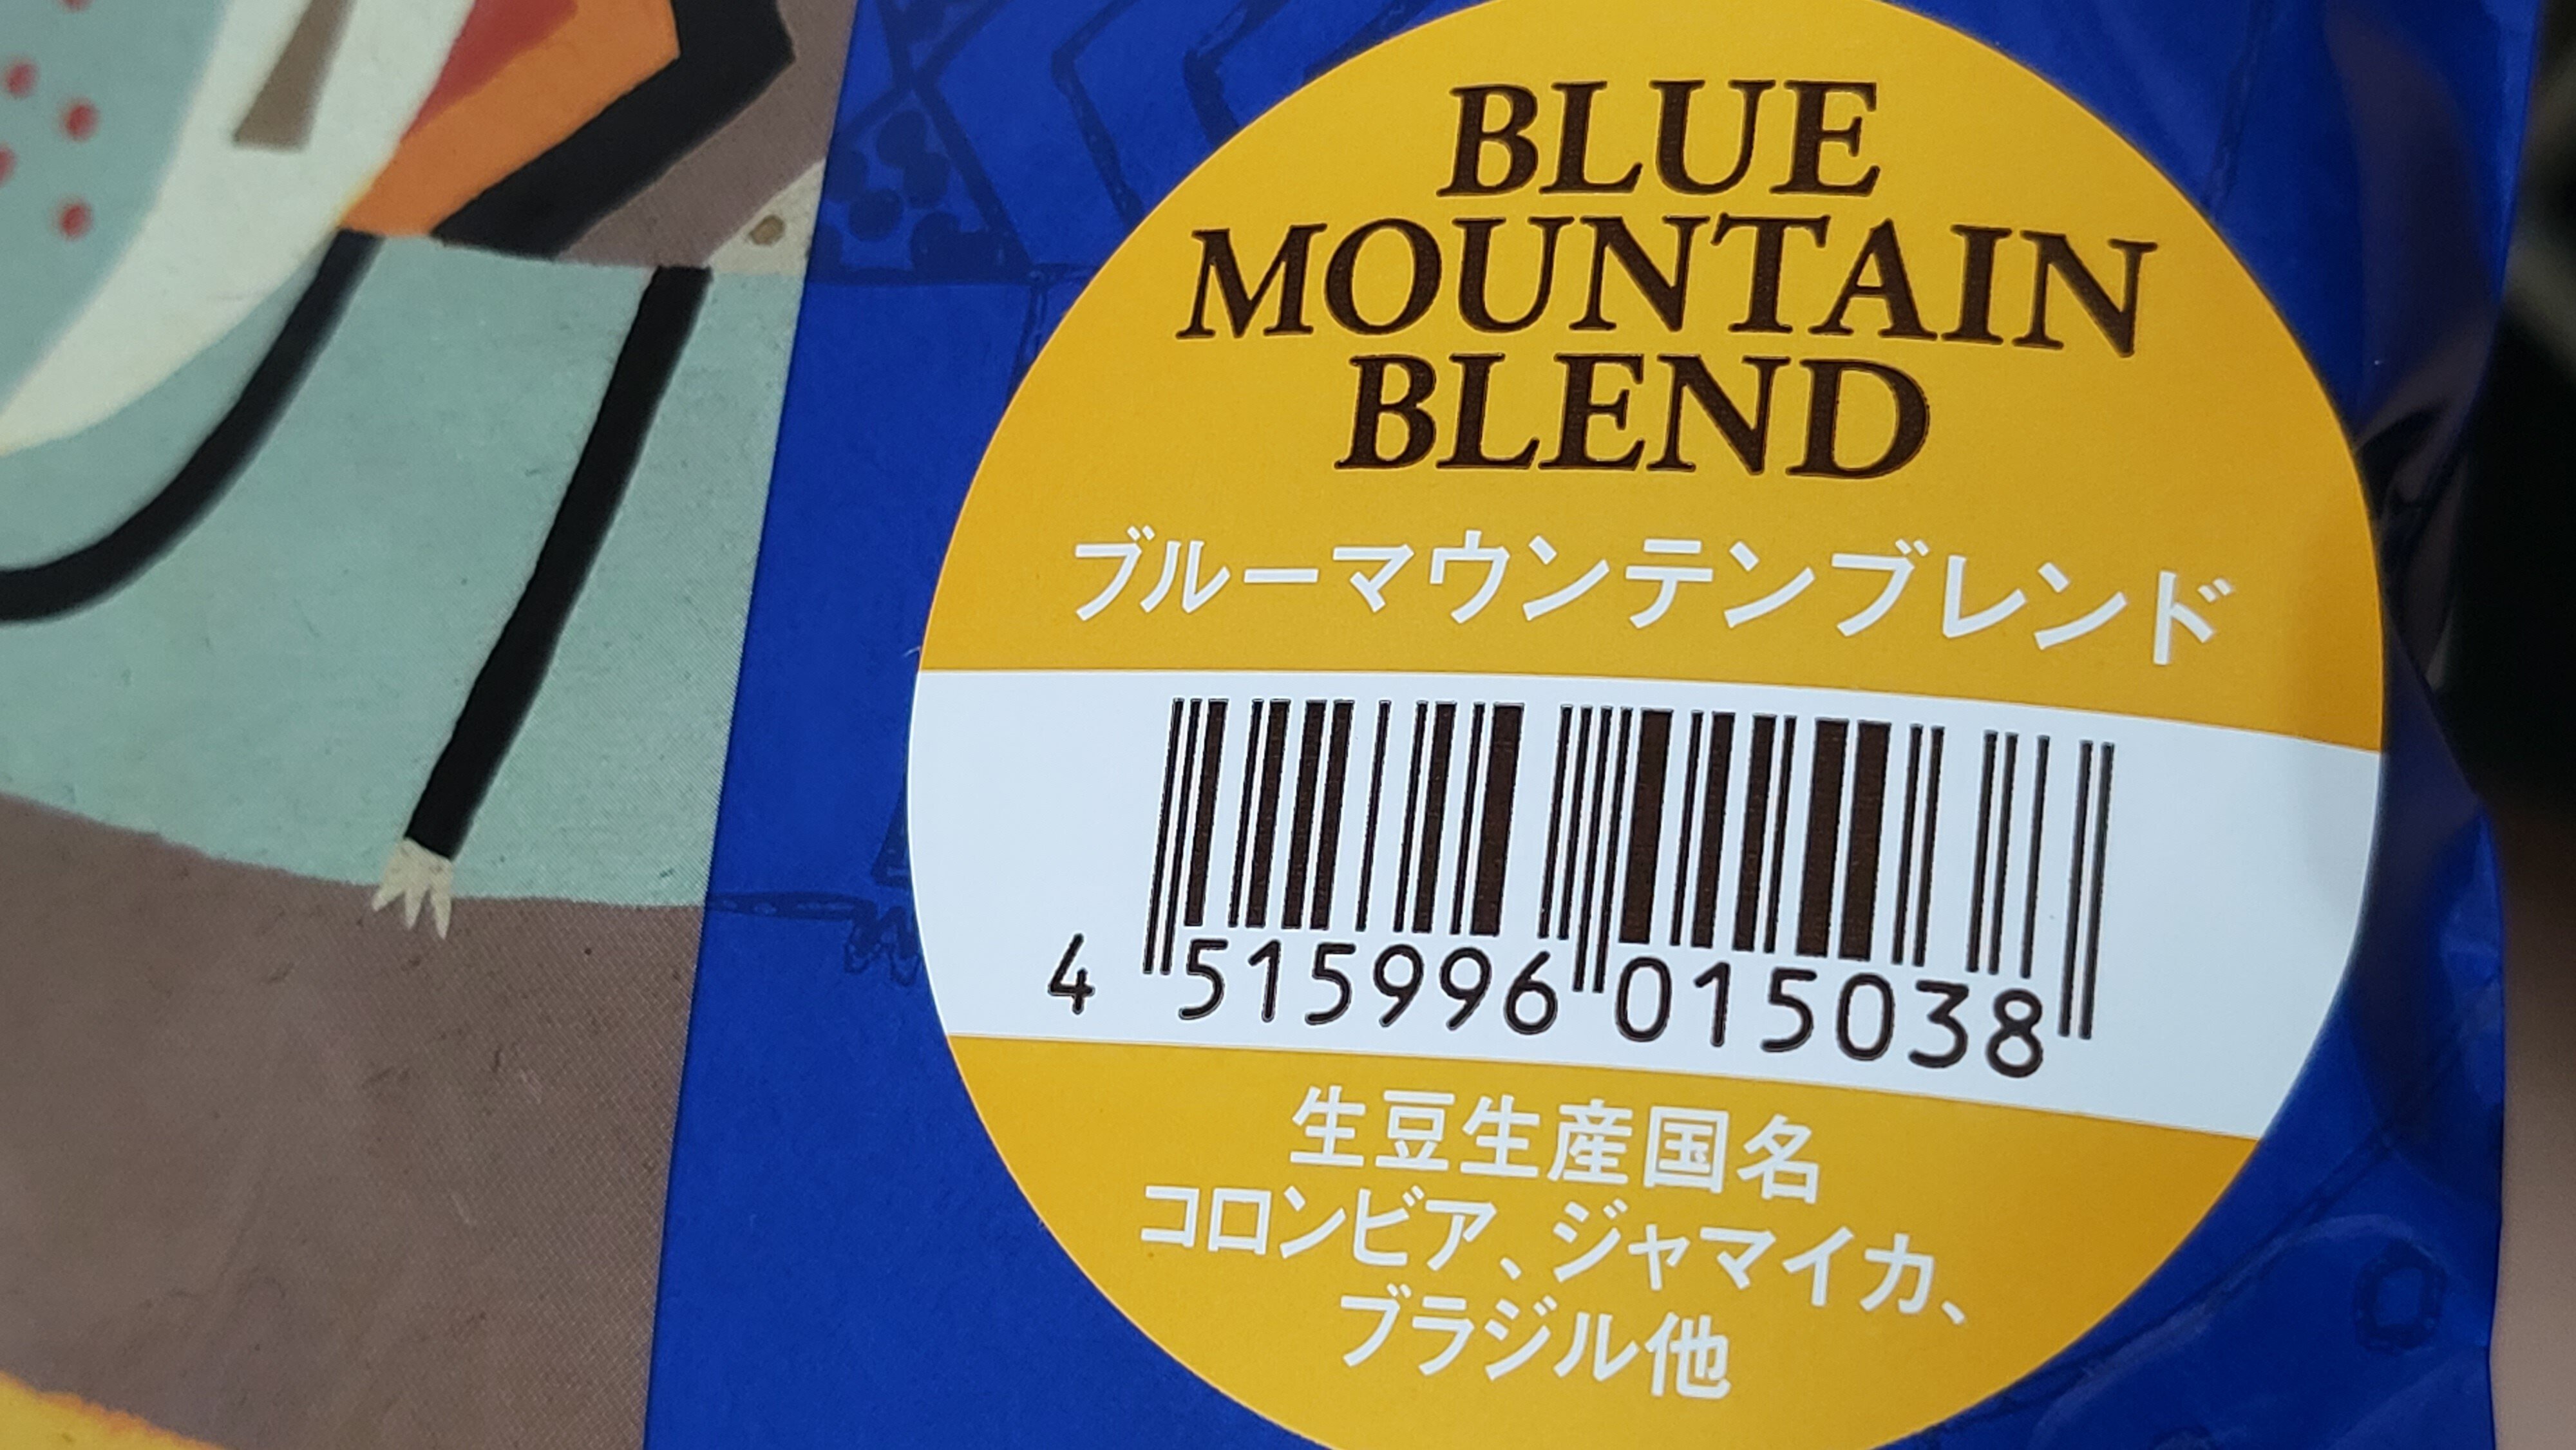 BLUE
MOUNTAIN
BLEND
ブルーマウンテンブレンド
4 515996 015038
生豆生産国名
コロンビア、ジャマイカ、
ブラジル他